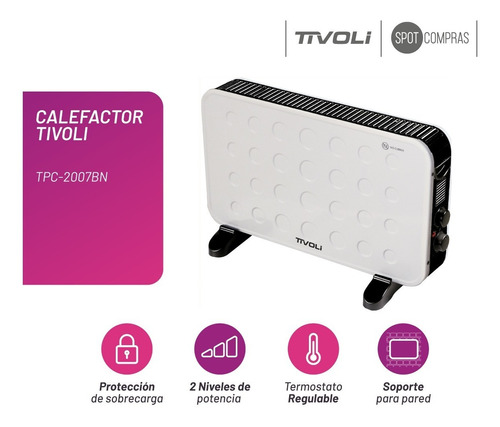 TIVOLI
SPOT COMPRAS
CALEFACTOR
TIVOLI
TPC-2007BN
TIVOLI
Protección
de sobrecarga
2 Niveles de
potencia
Termostato
Regulable
Soporte
para pared